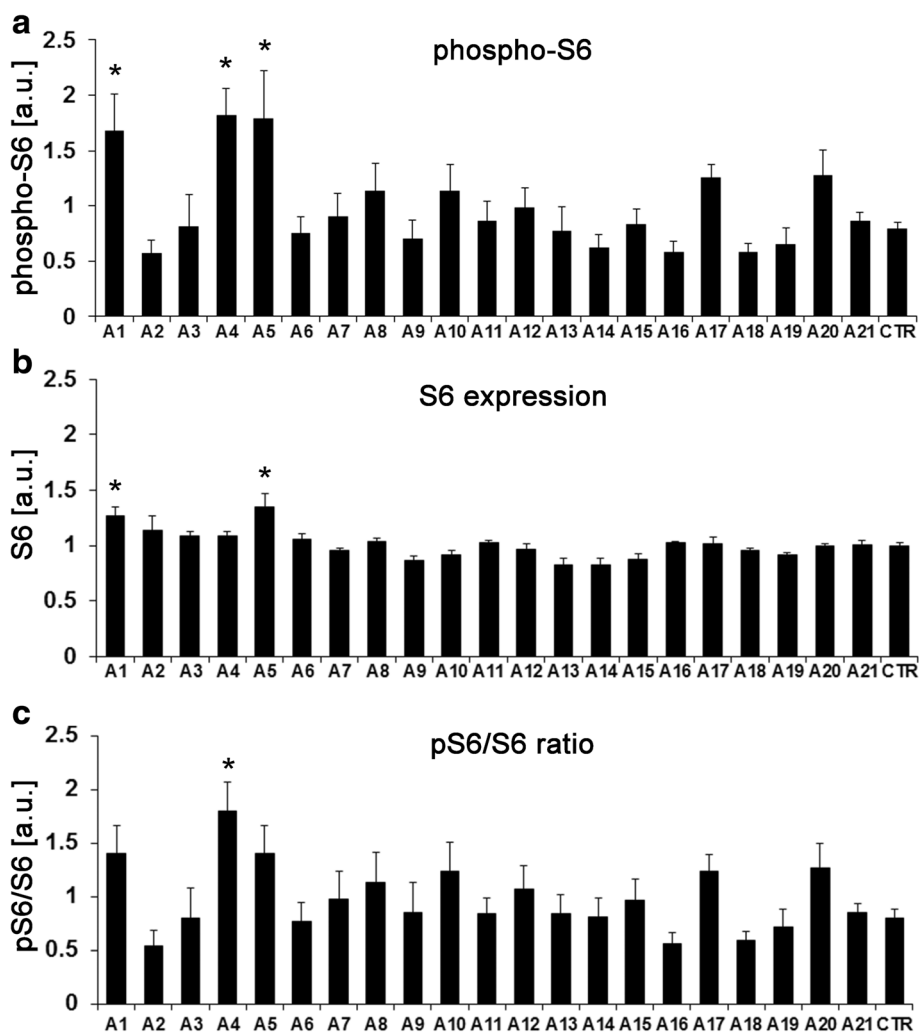 a
phospho-S6
phospho-S6 [a.u.]
2.5
2
1.5
1
0.5
0
* * *
A1 A2 A3 A4 A5 A6 A7 A8 A9 A10 A11 A12 A13 A14 A15 A16 A17 A18 A19 A20 A21 CTR
b
S6 expression
S6 [a.u.]
2.5
2
1.5
1
0.5
0
* *
A1 A2 A3 A4 A5 A6 A7 A8 A9 A10 A11 A12 A13 A14 A15 A16 A17 A18 A19 A20 A21 CTR
c
pS6/S6 ratio
pS6/S6 [a.u.]
2.5
2
1.5
1
0.5
0
*
A1 A2 A3 A4 A5 A6 A7 A8 A9 A10 A11 A12 A13 A14 A15 A16 A17 A18 A19 A20 A21 CTR